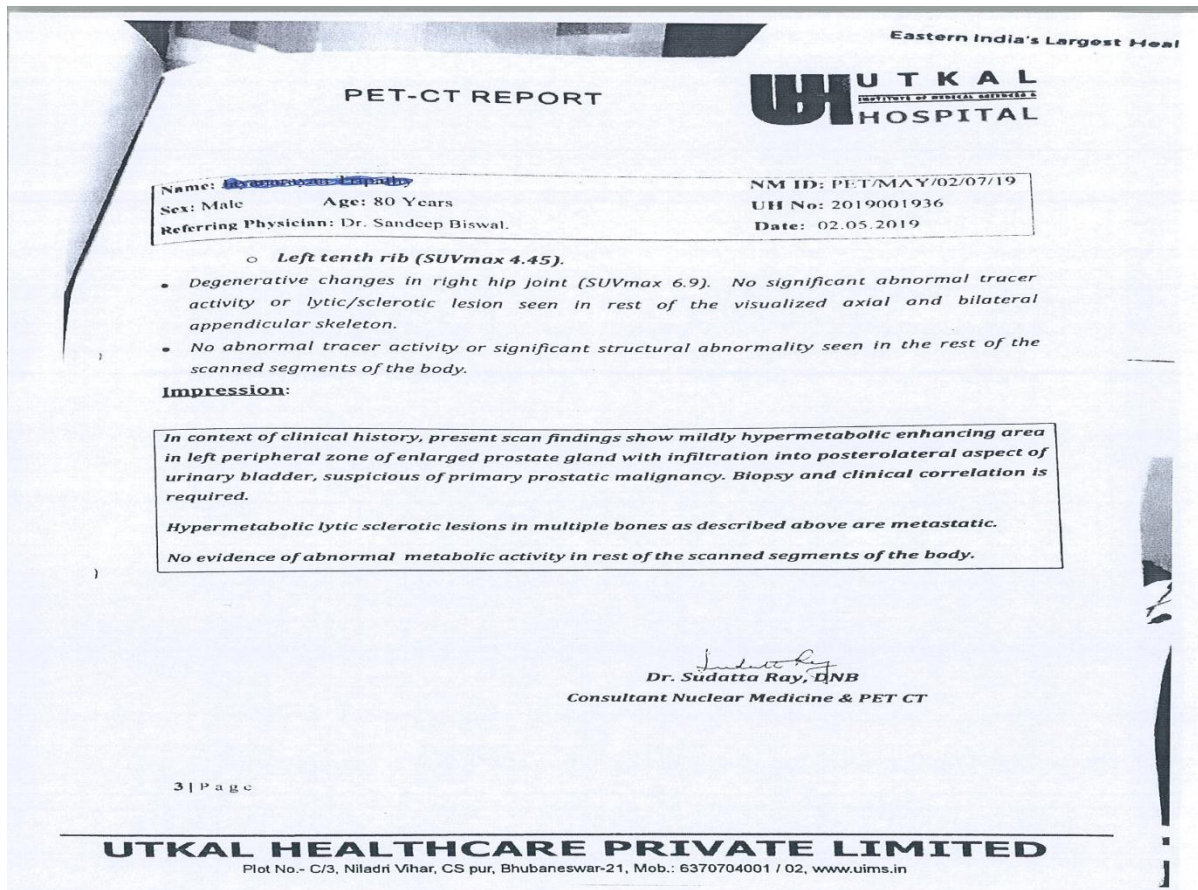 Eastern India's Largest Heal
PET-CT REPORT
UH UTKAL
INSTITUTE OF MEDICAL SCIENCES &
HOSPITAL
Name:
NM ID: PET/MAY/02/07/19
Sex: Male Age: 80 Years
UH No: 2019001936
Referring Physician: Dr. Sandeep Biswal.
Date: 02.05.2019
o Left tenth rib (SUVmax 4.45).
• Degenerative changes in right hip joint (SUVmax 6.9). No significant abnormal tracer
activity or lytic/sclerotic lesion seen in rest of the visualized axial and bilateral
appendicular skeleton.
• No abnormal tracer activity or significant structural abnormality seen in the rest of the
scanned segments of the body.
Impression:
In context of clinical history, present scan findings show mildly hypermetabolic enhancing area
in left peripheral zone of enlarged prostate gland with infiltration into posterolateral aspect of
urinary bladder, suspicious of primary prostatic malignancy. Biopsy and clinical correlation is
required.
Hypermetabolic lytic sclerotic lesions in multiple bones as described above are metastatic.
No evidence of abnormal metabolic activity in rest of the scanned segments of the body.
Dr. Sudatta Ray, DNB
Consultant Nuclear Medicine & PET CT
3 | Page
UTKAL HEALTHCARE PRIVATE LIMITED
Plot No.- C/3, Niladri Vihar, CS pur, Bhubaneswar-21, Mob.: 6370704001 / 02, www.uims.in